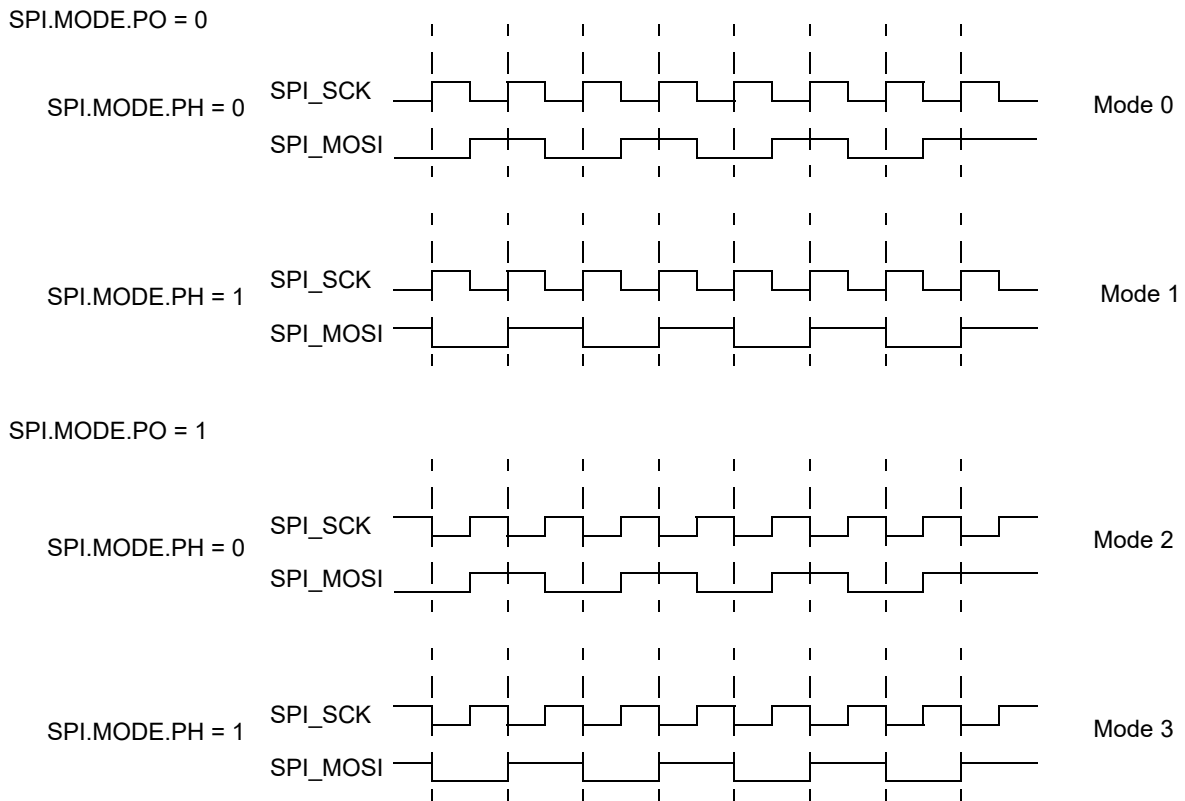 SPI.MODE.PO = 0
SPI.MODE.PH = 0
SPI_SCK
SPI_MOSI
Mode 0
SPI.MODE.PH = 1
SPI_SCK
SPI_MOSI
Mode 1
SPI.MODE.PO = 1
SPI.MODE.PH = 0
SPI_SCK
SPI_MOSI
Mode 2
SPI.MODE.PH = 1
SPI_SCK
SPI_MOSI
Mode 3